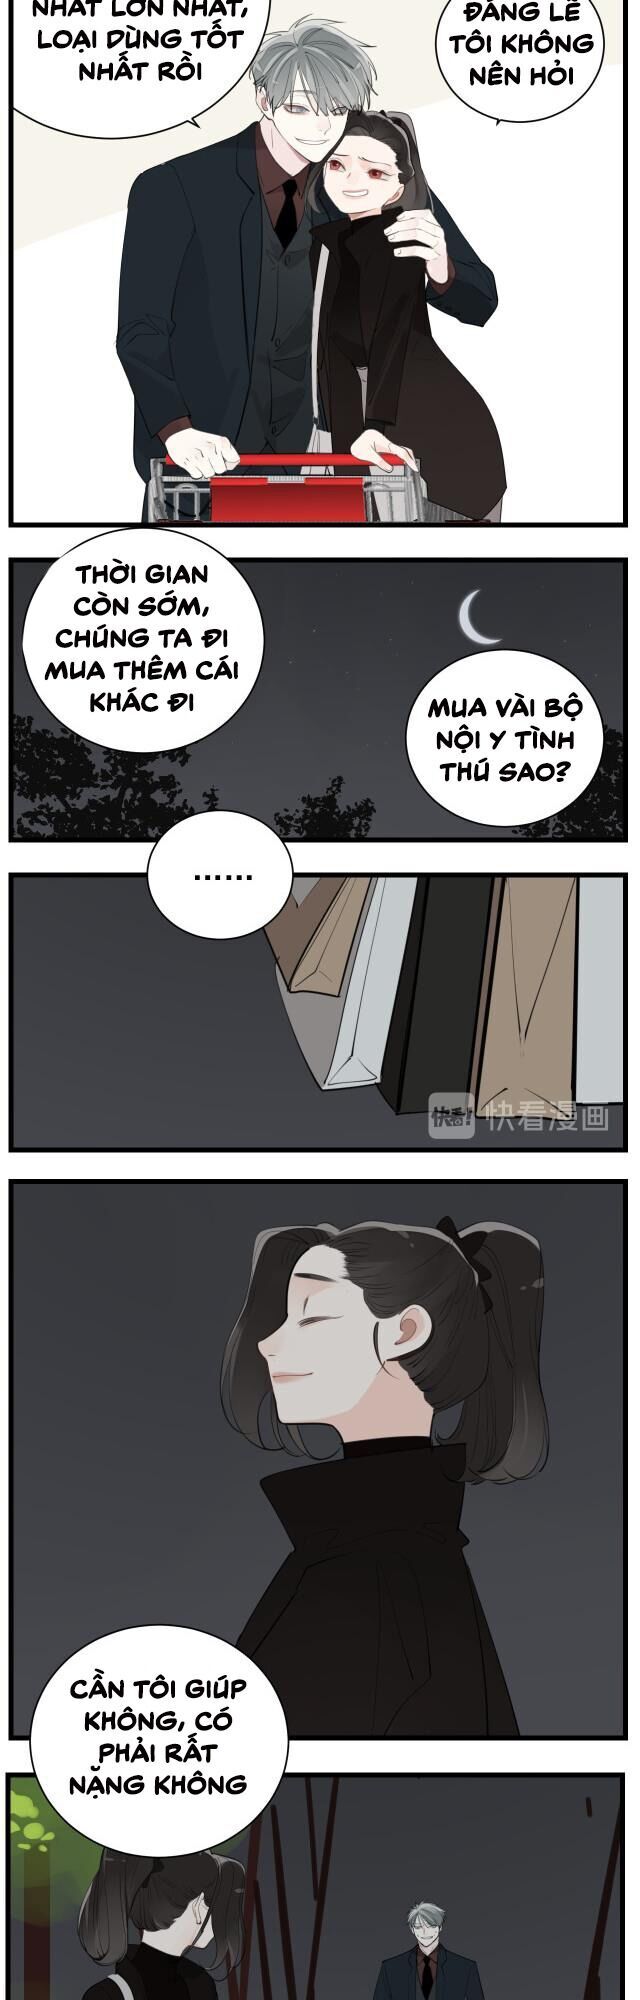 NHẤT LỚN NHẤT,
LOẠI DÙNG TỐT
NHẤT RỒI
ĐÁNG LẼ
TÔI KHÔNG
NÊN HỎI
THỜI GIAN
CÒN SỚM,
CHÚNG TA ĐI
MUA THÊM CÁI
KHÁC ĐI
MUA VÀI BỘ
NỘI Y TÌNH
THÚ SAO?
......
快看! 快看漫画
CẦN TÔI GIÚP
KHÔNG, CÓ
PHẢI RẤT
NẶNG KHÔNG